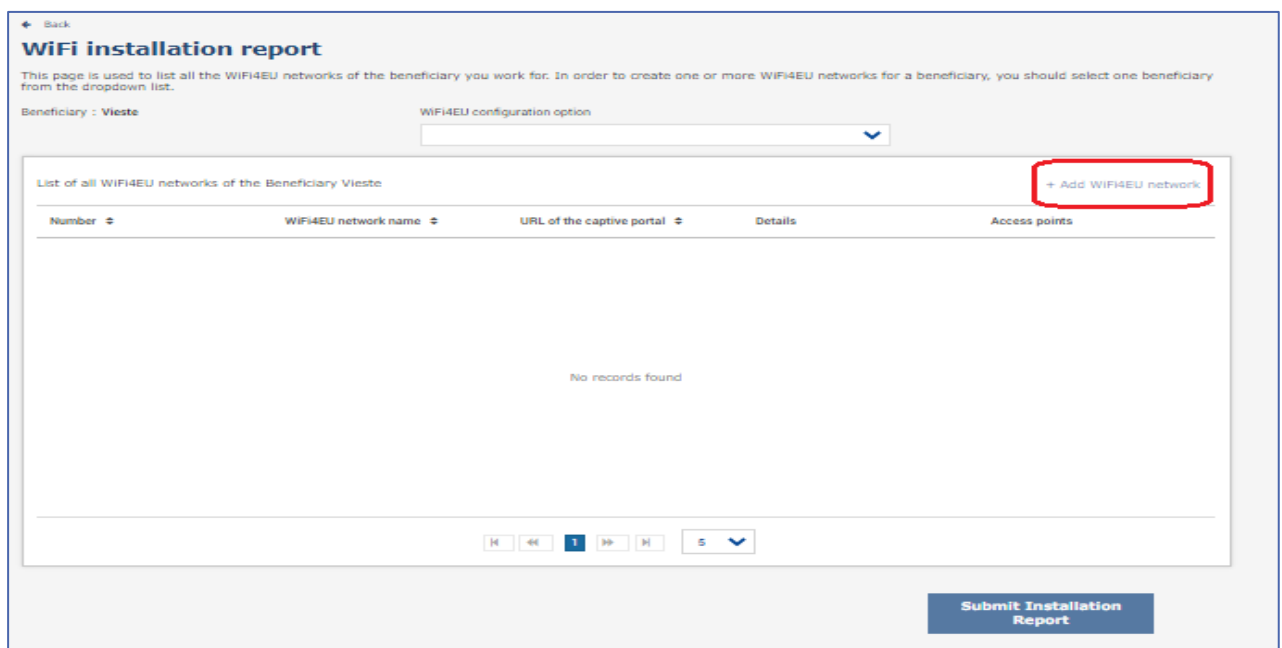 Back
WiFi installation report
This page is used to list all the WiFi4EU networks of the beneficiary you work for. In order to create one or more WiFi4EU networks for a beneficiary, you should select one beneficiary
from the dropdown list.
Beneficiary : Vieste
WiFi4EU configuration option
List of all WiFi4EU networks of the Beneficiary Vieste
+ Add WiFi4EU network
Number WiFi4EU network name URL of the captive portal Details Access points
No records found
1 5
Submit Installation
Report